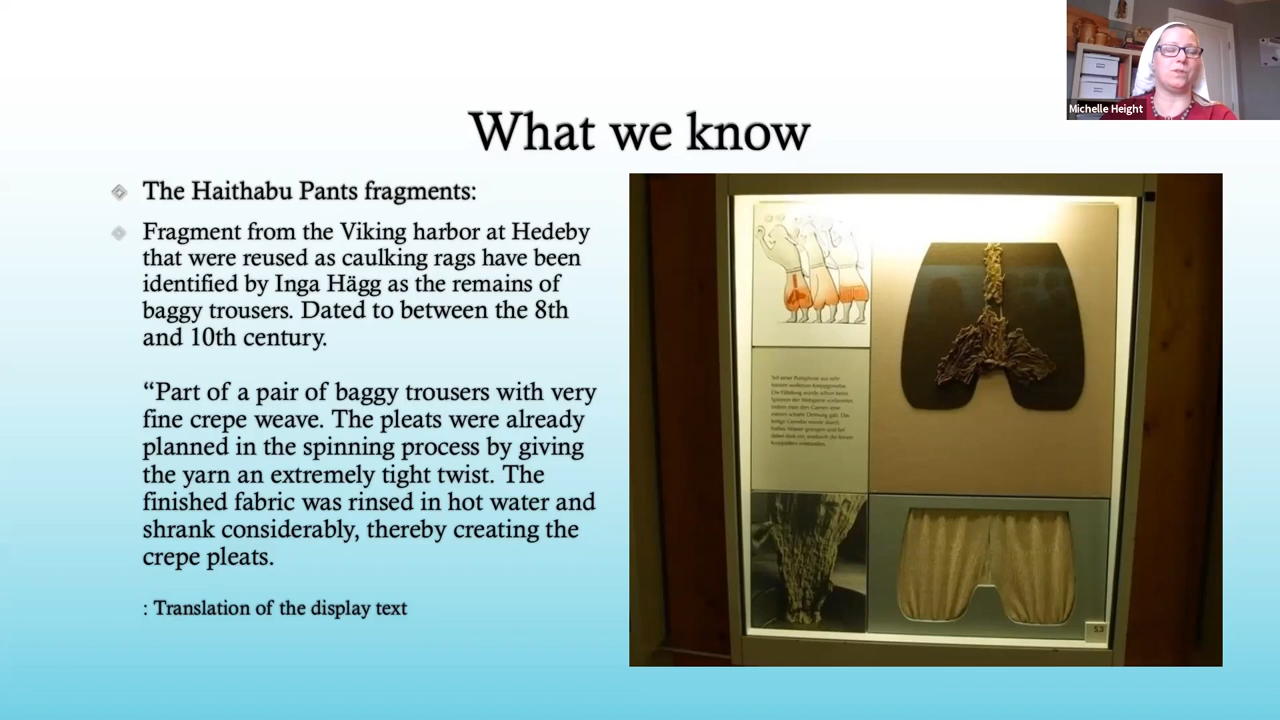 Michelle Height
What we know
The Haithabu Pants fragments:
Fragment from the Viking harbor at Hedeby
that were reused as caulking rags have been
identified by Inga Hägg as the remains of
baggy trousers. Dated to between the 8th
and 10th century.
“Part of a pair of baggy trousers with very
fine crepe weave. The pleats were already
planned in the spinning process by giving
the yarn an extremely tight twist. The
finished fabric was rinsed in hot water and
shrank considerably, thereby creating the
crepe pleats.
: Translation of the display text
5.3